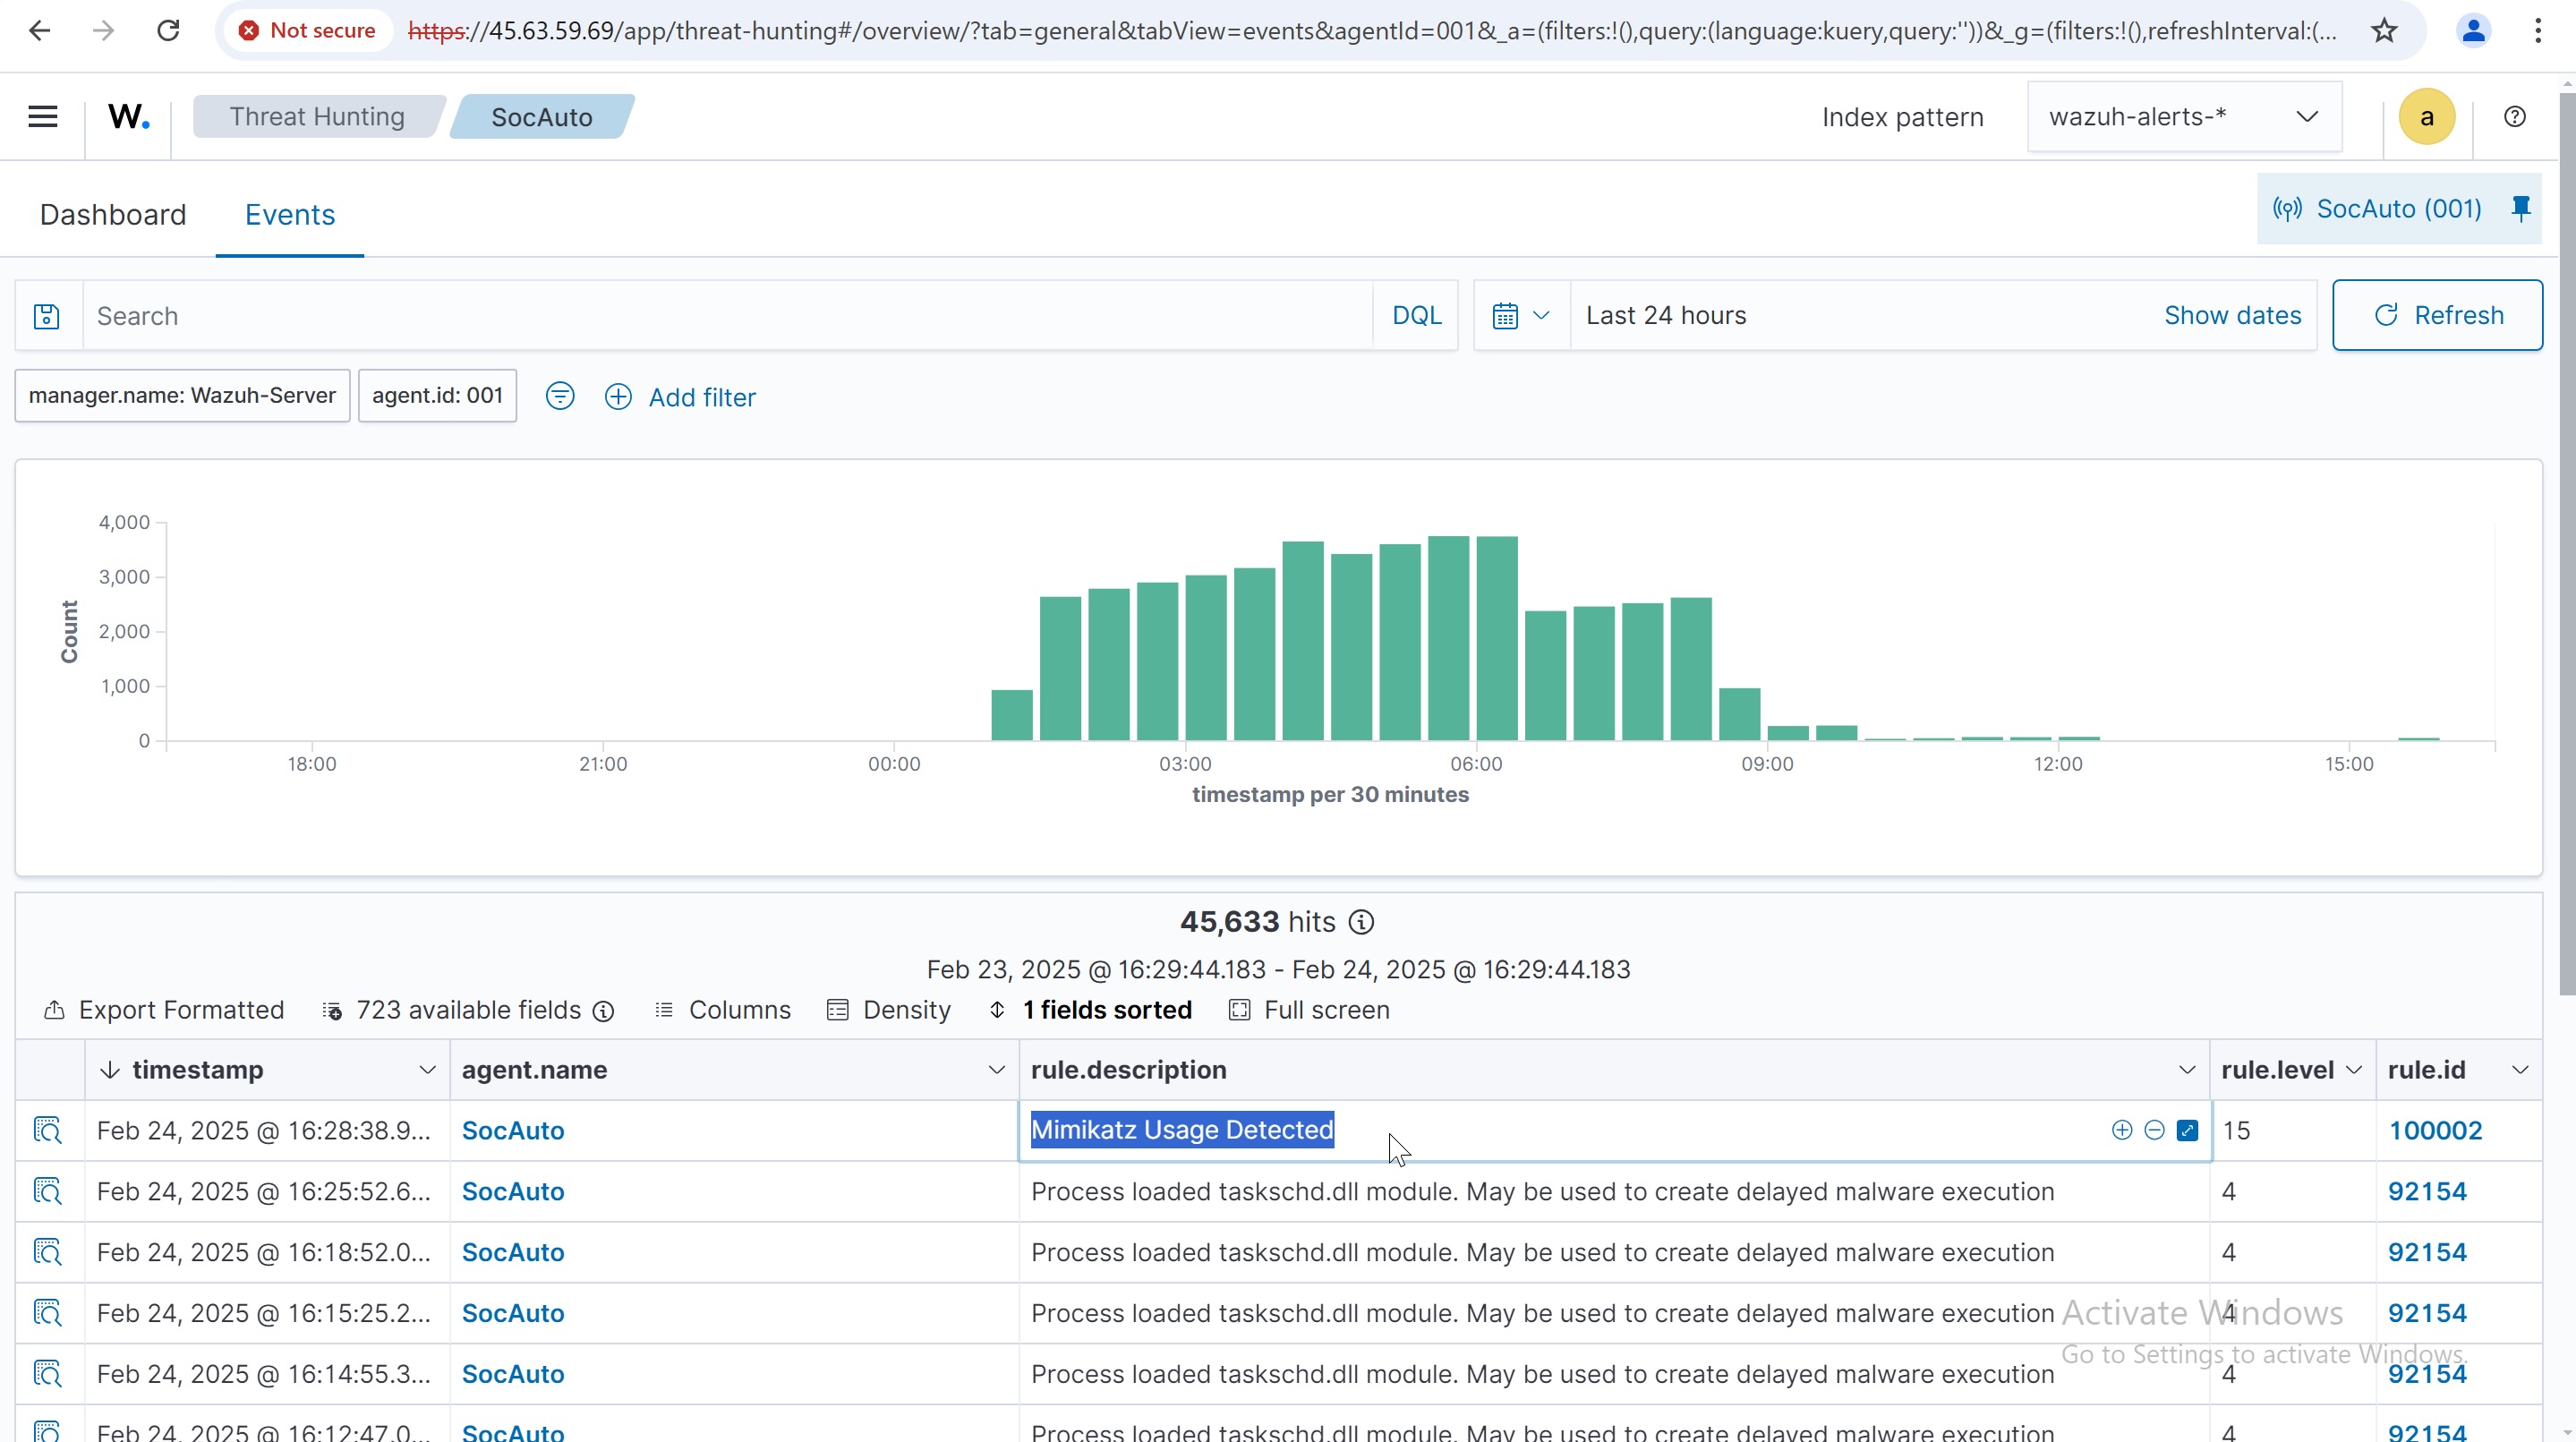 Not secure https://45.63.59.69/app/threat-hunting#/overview/?tab=general&tabView=events&agentId=001&_a=(filters:!(),query:(language:kuery,query:''))&_g=(filters:!(),refreshInterval:(...
W. Threat Hunting SocAuto Index pattern wazuh-alerts-* a
Dashboard Events SocAuto (001)
Search DQL Last 24 hours Show dates Refresh
manager.name: Wazuh-Server agent.id: 001 Add filter
4,000
3,000
2,000
1,000
0
Count
18:00 21:00 00:00 03:00 06:00 09:00 12:00 15:00
timestamp per 30 minutes
45,633 hits
Feb 23, 2025 @ 16:29:44.183 - Feb 24, 2025 @ 16:29:44.183
Export Formatted 723 available fields Columns Density 1 fields sorted Full screen
timestamp agent.name rule.description rule.level rule.id
Feb 24, 2025 @ 16:28:38.9... SocAuto Mimikatz Usage Detected 15 100002
Feb 24, 2025 @ 16:25:52.6... SocAuto Process loaded taskschd.dll module. May be used to create delayed malware execution 4 92154
Feb 24, 2025 @ 16:18:52.0... SocAuto Process loaded taskschd.dll module. May be used to create delayed malware execution 4 92154
Feb 24, 2025 @ 16:15:25.2... SocAuto Process loaded taskschd.dll module. May be used to create delayed malware execution 4 92154
Activate Windows
Go to Settings to activate Windows.
Feb 24, 2025 @ 16:14:55.3... SocAuto Process loaded taskschd.dll module. May be used to create delayed malware execution 4 92154
Feb 24, 2025 @ 16:12:47.0... SocAuto Process loaded taskschd.dll module. May be used to create delayed malware execution 4 92154